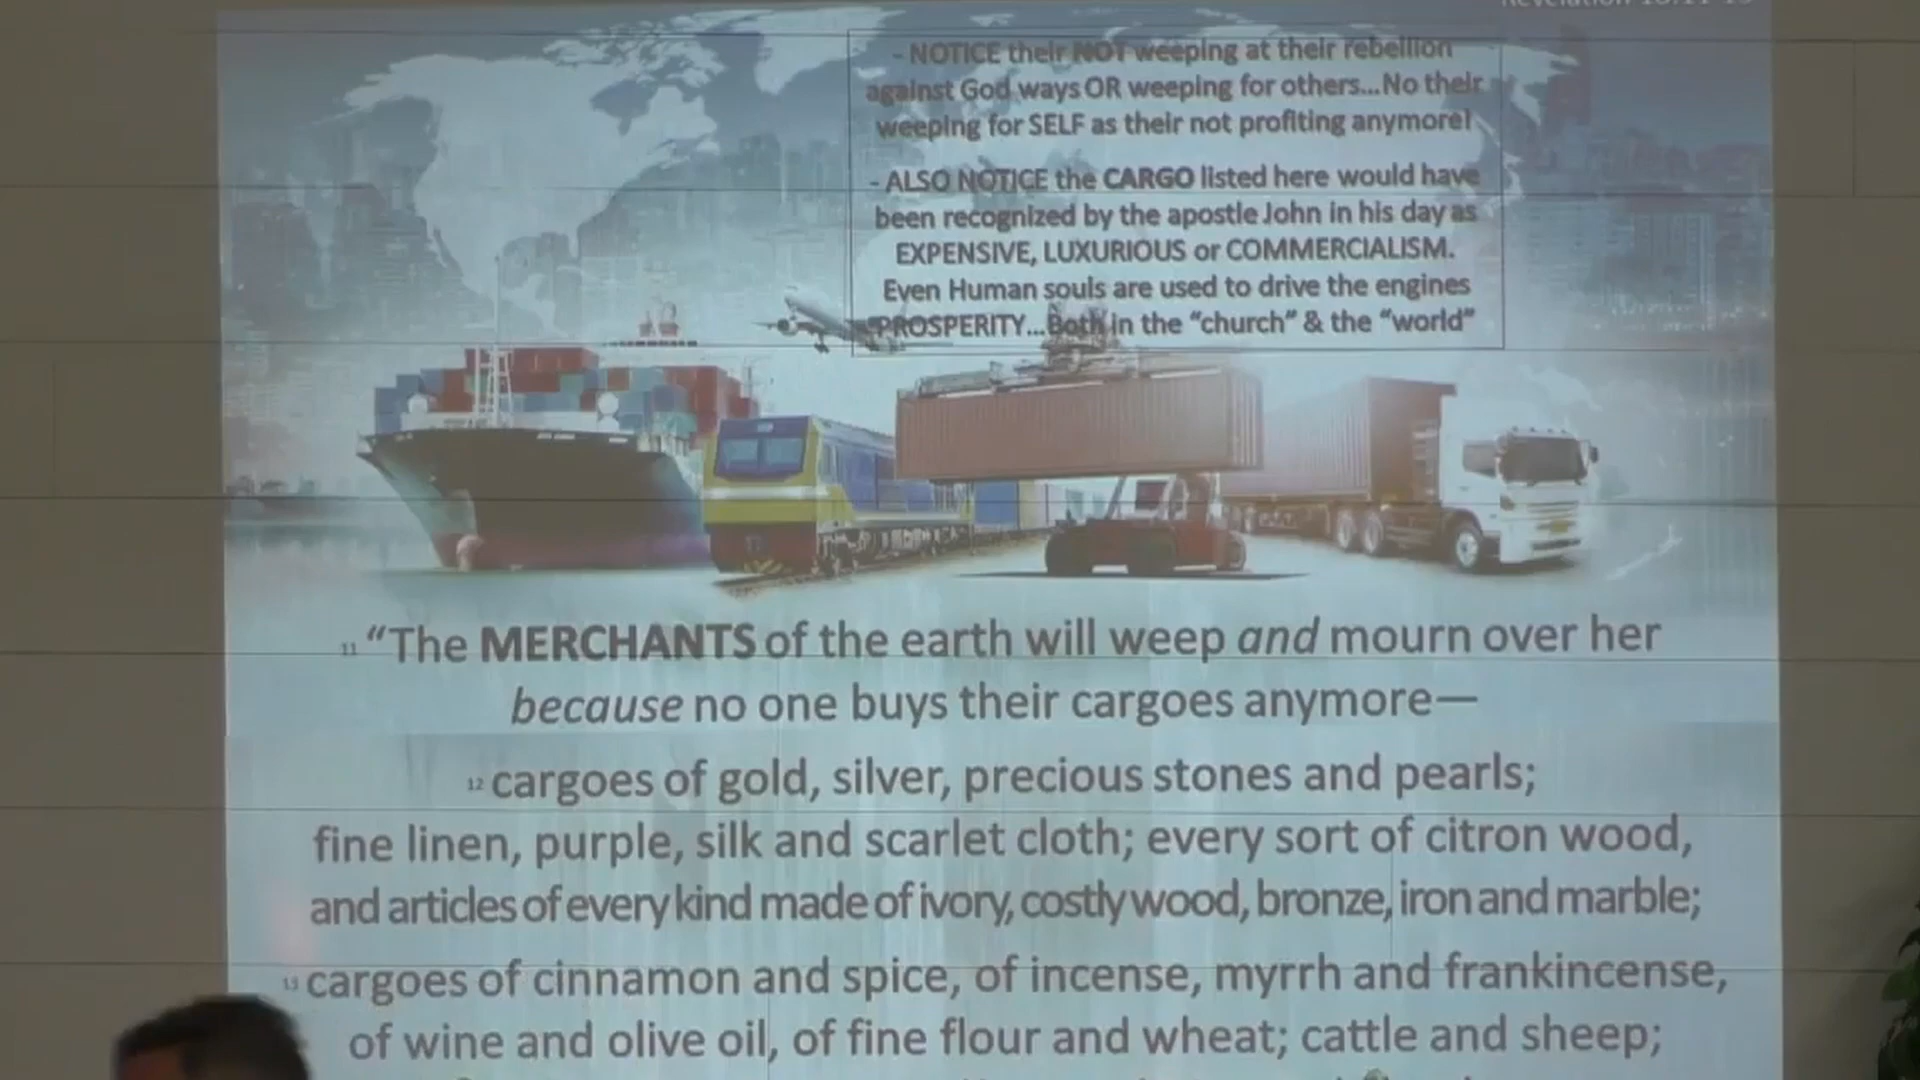 - NOTICE their NOT weeping at their rebellion
against God ways OR weeping for others...No their
weeping for SELF as their not profiting anymore!
- ALSO NOTICE the CARGO listed here would have
been recognized by the apostle John in his day as
EXPENSIVE, LUXURIOUS or COMMERCIALISM.
Even Human souls are used to drive the engines
PROSPERITY...Both in the “church” & the “world”
11 “The MERCHANTS of the earth will weep and mourn over her
because no one buys their cargoes anymore—
12 cargoes of gold, silver, precious stones and pearls;
fine linen, purple, silk and scarlet cloth; every sort of citron wood,
and articles of every kind made of ivory, costly wood, bronze, iron and marble;
13 cargoes of cinnamon and spice, of incense, myrrh and frankincense,
of wine and olive oil, of fine flour and wheat; cattle and sheep;